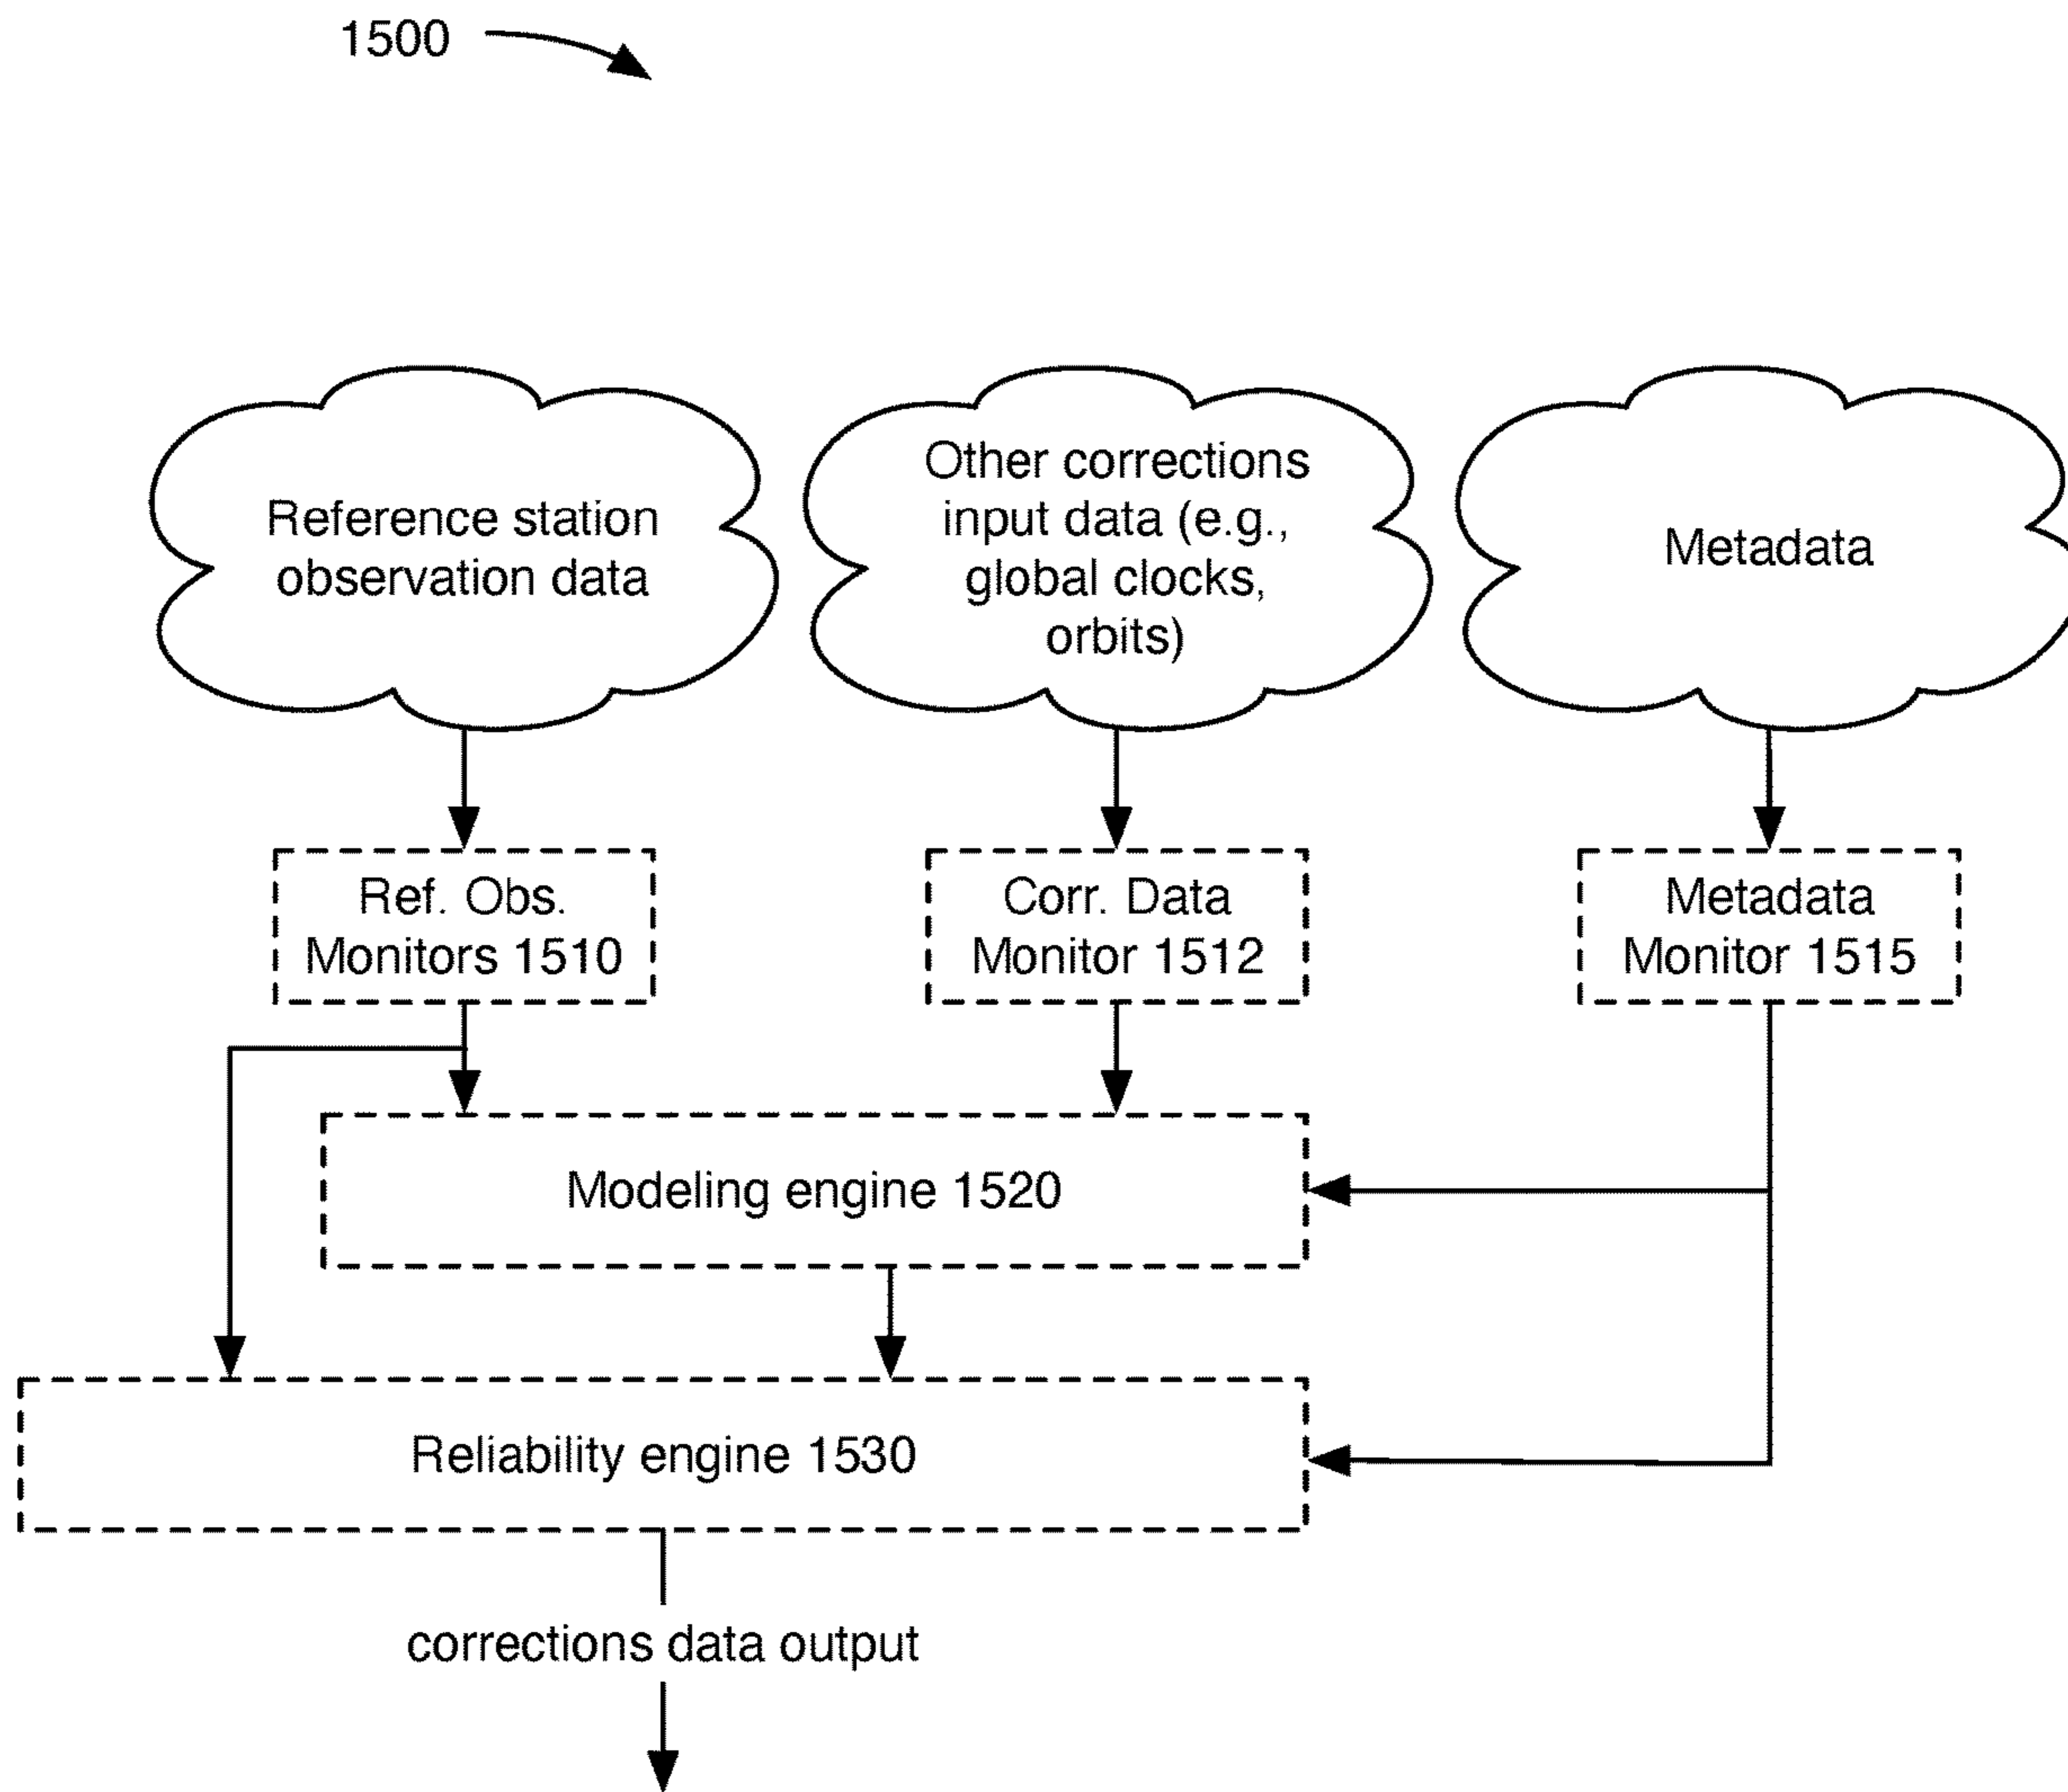 1500
Reference station
observation data
Other corrections
input data (e.g.,
global clocks,
orbits)
Metadata
Ref. Obs.
Monitors 1510
Corr. Data
Monitor 1512
Metadata
Monitor 1515
Modeling engine 1520
Reliability engine 1530
corrections data output